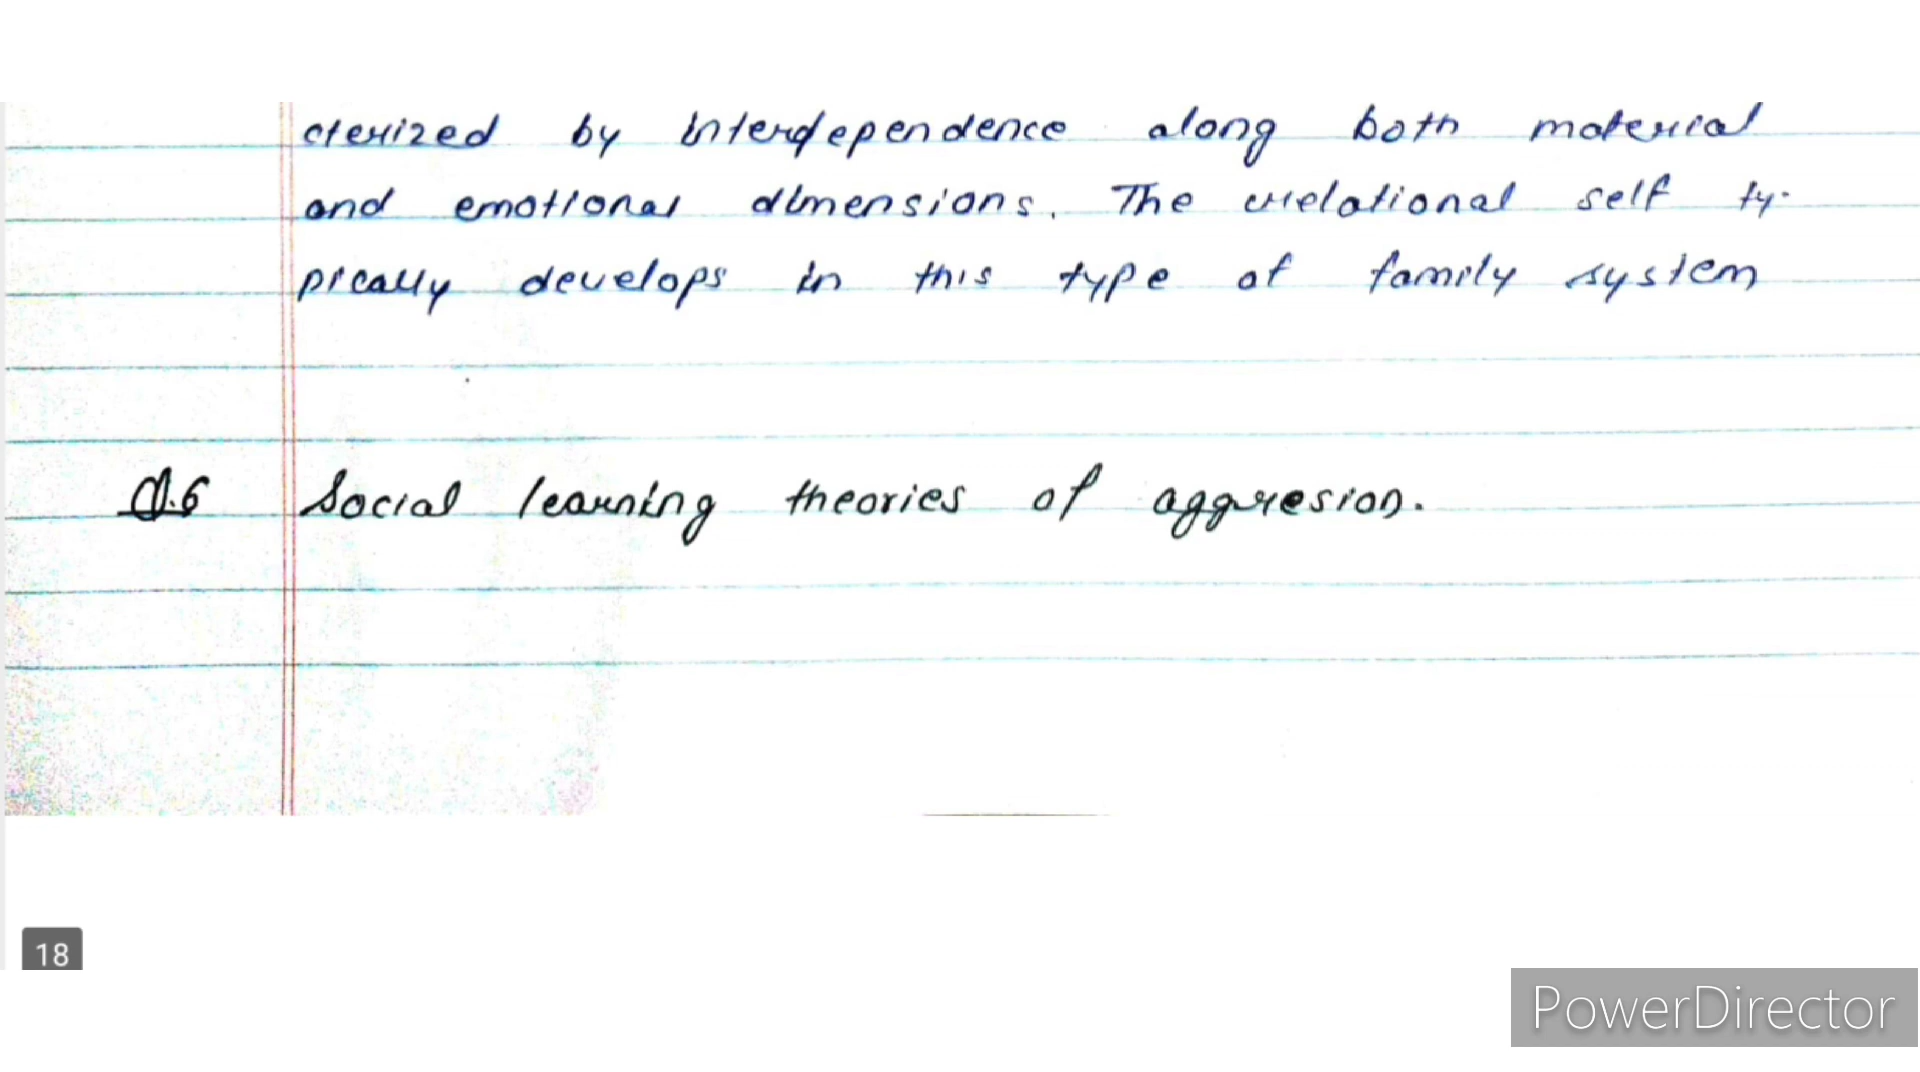 cterized by interdependence along both material
and emotional dimensions. The relational self ty-
pically develops in this type of family system
Q.6 Social learning theories of aggresion.
18
PowerDirector